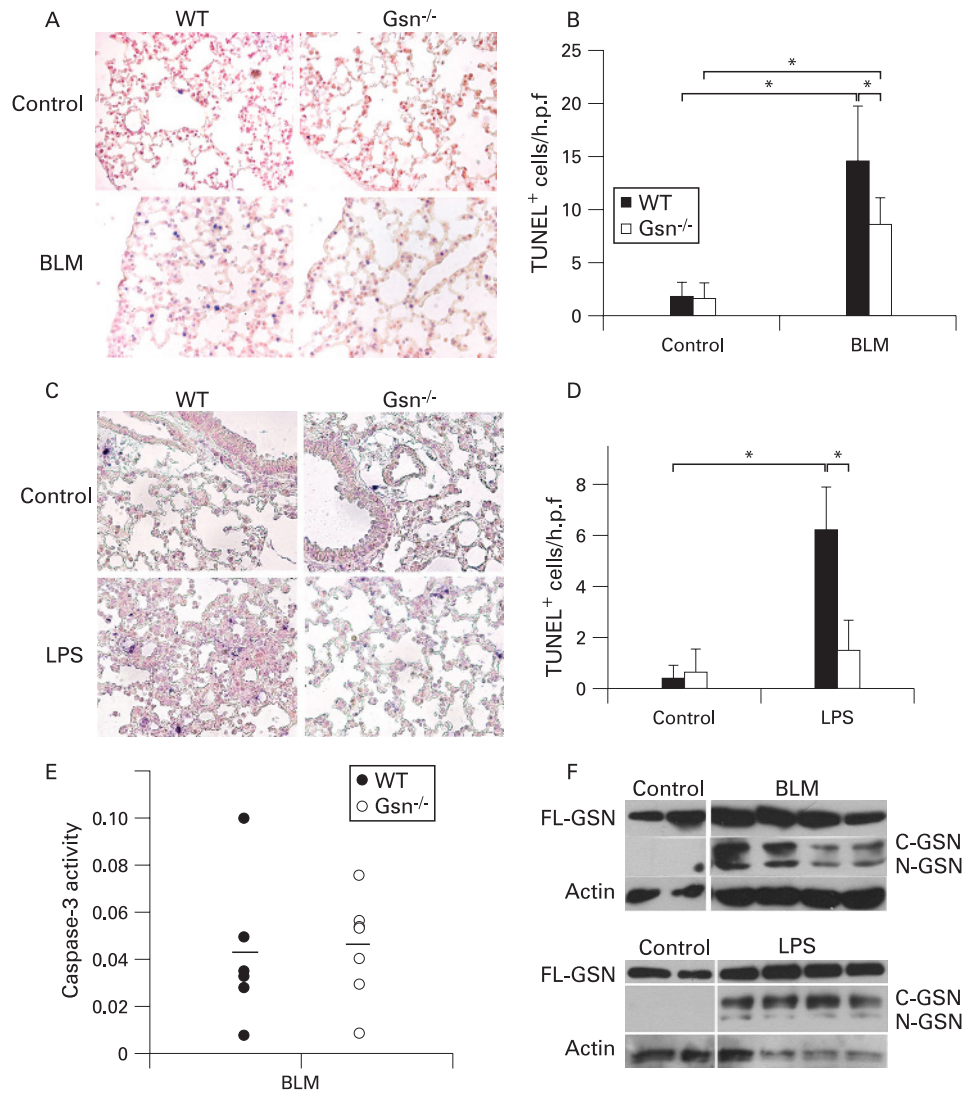 A
WT
Gsn-/-
Control
BLM
B
TUNEL+ cells/h.p.f
25
20
15
10
5
0
*
*
*
WT
Gsn-/-
Control
BLM
C
WT
Gsn-/-
Control
LPS
D
TUNEL+ cells/h.p.f
8
6
4
2
0
*
*
Control
LPS
E
Caspase-3 activity
0.10
0.08
0.06
0.04
0.02
0
WT
Gsn-/-
BLM
F
Control
BLM
FL-GSN
C-GSN
N-GSN
Actin
Control
LPS
FL-GSN
C-GSN
N-GSN
Actin